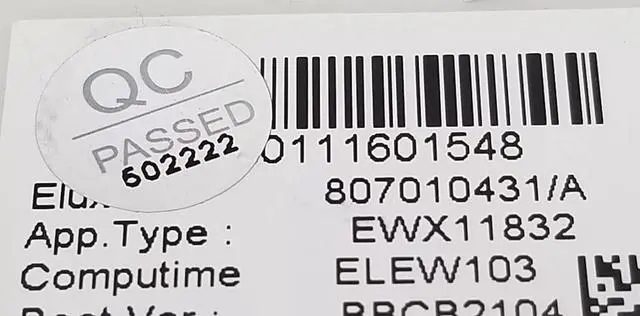 QC
PASSED
502222
0111601548
807010431/A
App.Type : EWX11832
Computime ELEW103